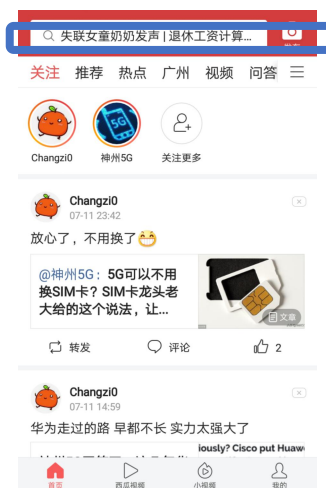 失联女童奶奶发声 | 退休工资计算...
关注 推荐 热点 广州 视频 问答
5G
Changzi0 神州5G 关注更多
Changzi0
07-11 23:42
放心了，不用换了
@神州5G：5G可以不用
换SIM卡？SIM卡龙头老
大给的这个说法，让...
文章
转发 评论 2
Changzi0
07-11 14:59
华为走过的路 早都不长 实力太强大了
iously? Cisco put Huaw
首页 西瓜视频 小视频 我的